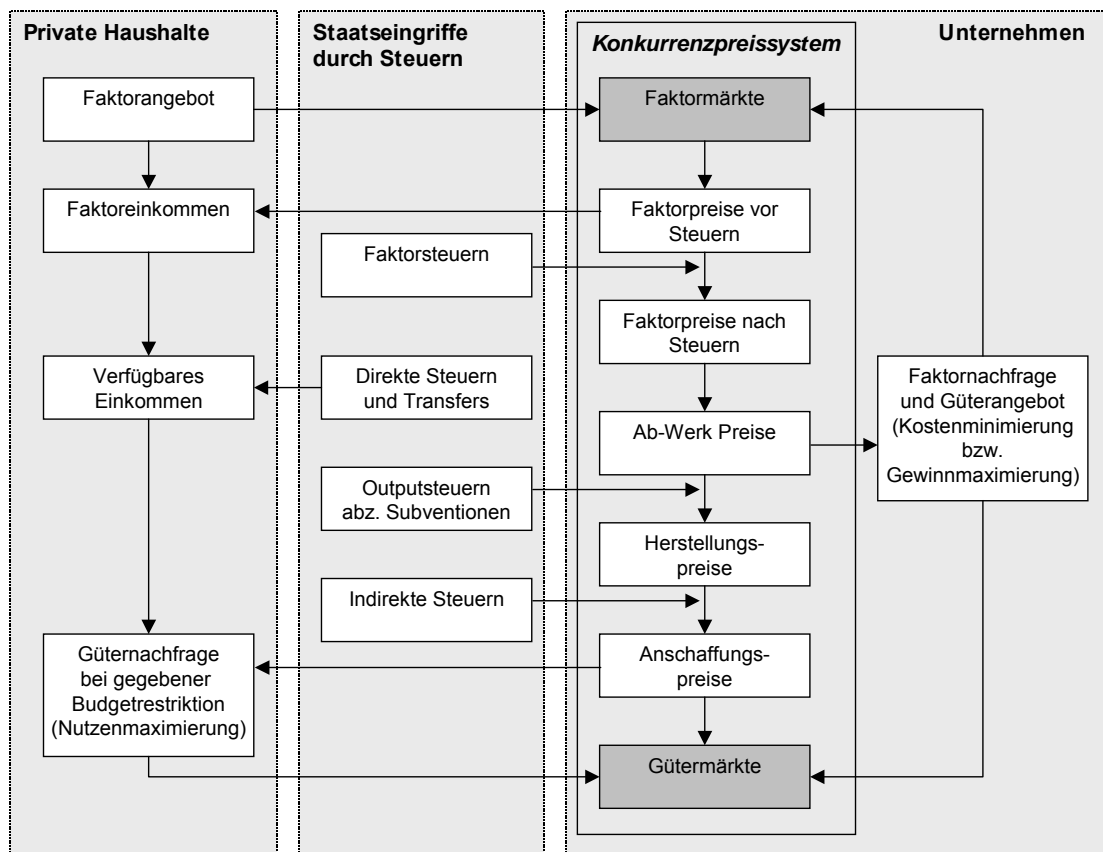 Private Haushalte
Faktorangebot
Faktoreinkommen
Verfügbares
Einkommen
Güternachfrage
bei gegebener
Budgetrestriktion
(Nutzenmaximierung)
Staatseingriffe
durch Steuern
Faktorsteuern
Direkte Steuern
und Transfers
Outputsteuern
abz. Subventionen
Indirekte Steuern
Unternehmen
Konkurrenzpreissystem
Faktormärkte
Faktorpreise vor
Steuern
Faktorpreise nach
Steuern
Ab-Werk Preise
Herstellungs-
preise
Anschaffungs-
preise
Gütermärkte
Faktornachfrage
und Güterangebot
(Kostenminimierung
bzw.
Gewinnmaximierung)